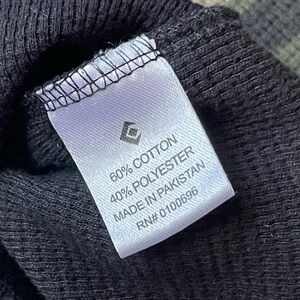 60% COTTON
40% POLYESTER
MADE IN PAKISTAN
RN# 0100696